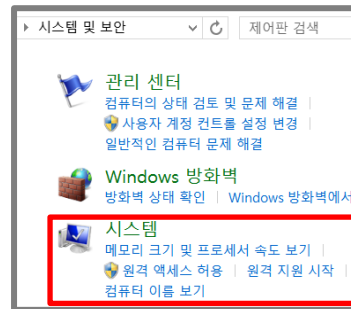 시스템 및 보안
제어판 검색
관리 센터
컴퓨터의 상태 검토 및 문제 해결
사용자 계정 컨트롤 설정 변경
일반적인 컴퓨터 문제 해결
Windows 방화벽
방화벽 상태 확인 | Windows 방화벽에서
시스템
메모리 크기 및 프로세서 속도 보기
원격 액세스 허용 | 원격 지원 시작
컴퓨터 이름 보기